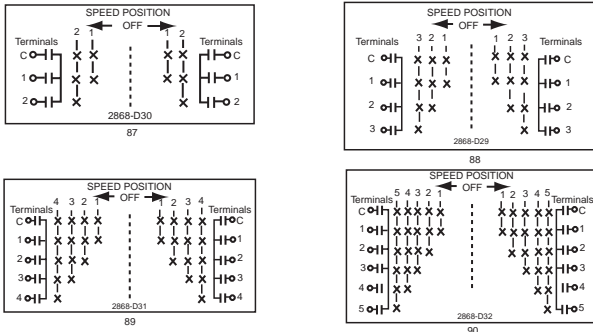 SPEED POSITION
OFF
Terminals 2 1 1 2 Terminals
C x x x x C
1 x x x x 1
2 x x 2
2868-D30
87
SPEED POSITION
OFF
Terminals 3 2 1 1 2 3 Terminals
C x x x x x x C
1 x x x x x x 1
2 x x x x 2
3 x x 3
2868-D29
88
SPEED POSITION
OFF
Terminals 4 3 2 1 1 2 3 4 Terminals
C x x x x x x x x C
1 x x x x x x x x 1
2 x x x x x x 2
3 x x x x 3
4 x x 4
2868-D31
89
SPEED POSITION
OFF
Terminals 5 4 3 2 1 1 2 3 4 5 Terminals
C x x x x x x x x x x C
1 x x x x x x x x x x 1
2 x x x x x x x x 2
3 x x x x x x 3
4 x x x x 4
5 x x 5
2868-D32
90